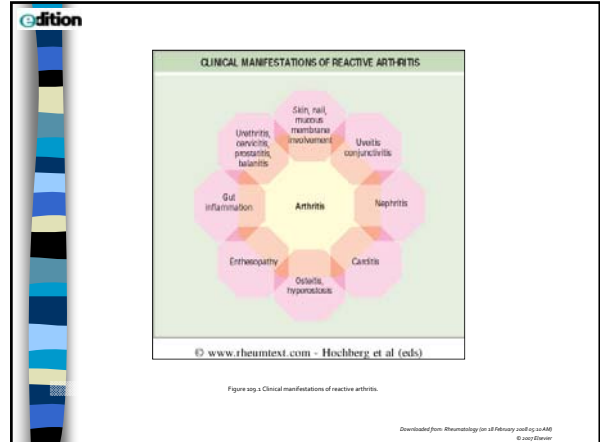 edition
CLINICAL MANIFESTATIONS OF REACTIVE ARTHRITIS
Skin, nail,
mucous
membrane
involvement
Urethritis,
cervicitis,
prostatitis,
balanitis
Uveitis
conjunctivitis
Gut
inflammation
Arthritis
Nephritis
Enthesopathy
Carditis
Osteitis,
hyperostosis
© www.rheumtext.com - Hochberg et al (eds)
Figure 109.1 Clinical manifestations of reactive arthritis.
Downloaded from: Rheumatology (on 18 February 2008 05:10 AM)
© 2007 Elsevier